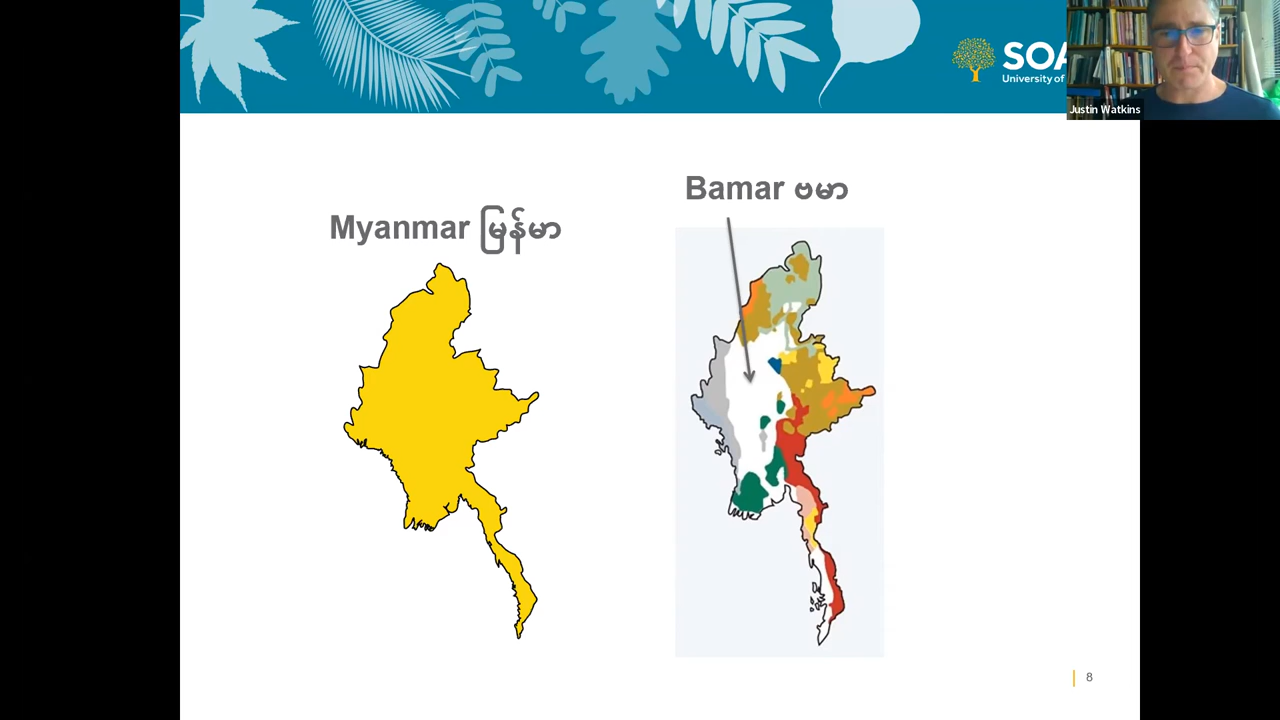 SOA
University of
Justin Watkins
Bamar ဗမာ
Myanmar မြန်မာ
8